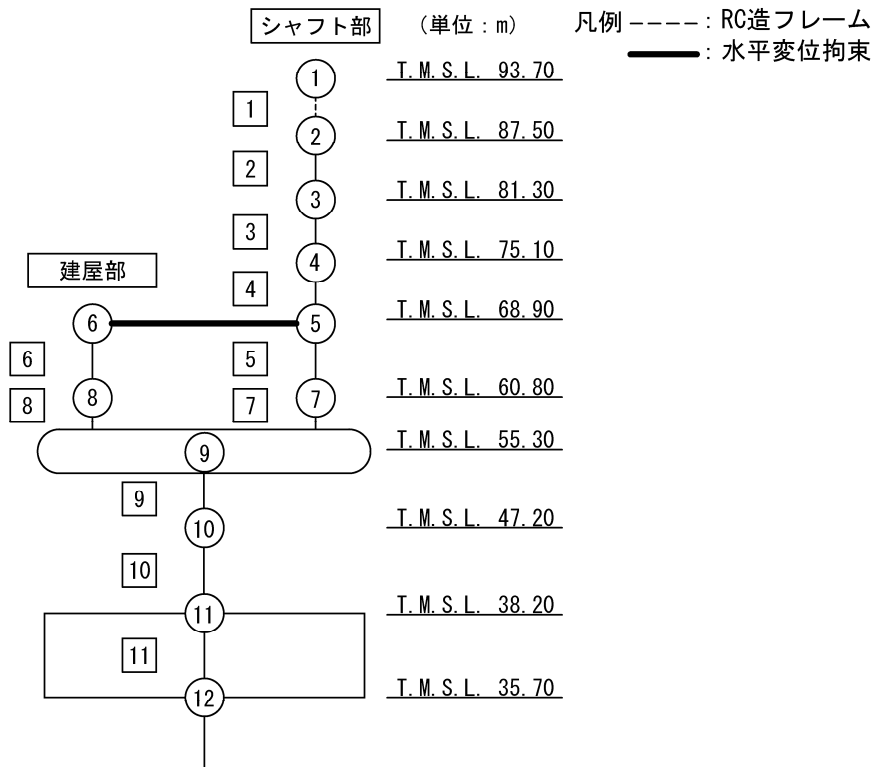 シャフト部 (単位:m) 凡例 ----:RC造フレーム
:水平変位拘束
1 T.M.S.L. 93.70
1
2 T.M.S.L. 87.50
2
3 T.M.S.L. 81.30
3
4 T.M.S.L. 75.10
建屋部
4
6 5 T.M.S.L. 68.90
6 5
8 7 T.M.S.L. 60.80
8 7
9 T.M.S.L. 55.30
9
10 T.M.S.L. 47.20
10
11 T.M.S.L. 38.20
11
12 T.M.S.L. 35.70